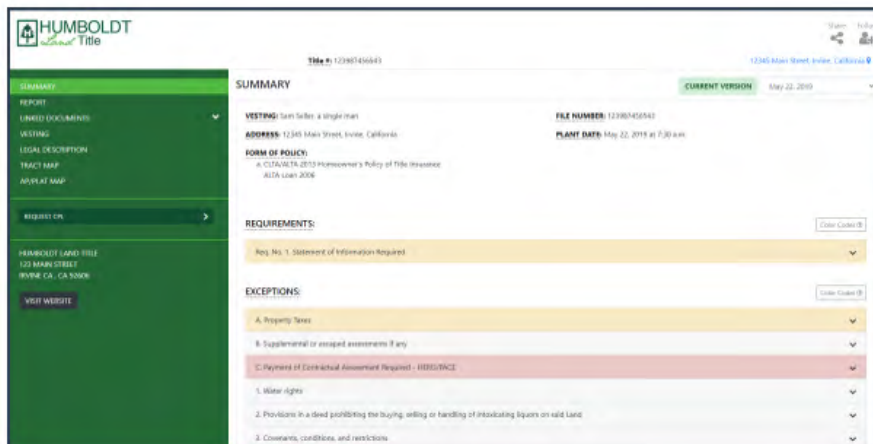 HUMBOLDT
Land Title
Share
Title #: 123987456543
12345 Main Street, Irvine, California
SUMMARY
REPORT
LINKED DOCUMENTS
VESTING
LEGAL DESCRIPTION
TRACT MAP
AP/PLAT MAP
REQUEST CPL
HUMBOLDT LAND TITLE
123 MAIN STREET
IRVINE CA , CA 92606
VISIT WEBSITE
SUMMARY
CURRENT VERSION May 22, 2019
VESTING: Sam Seller, a single man
FILE NUMBER: 123987456543
ADDRESS: 12345 Main Street, Irvine, California
PLANT DATE: May 22, 2019 at 7:30 a.m.
FORM OF POLICY:
a. CLTA/ALTA 2013 Homeowner's Policy of Title Insurance
ALTA Loan 2006
REQUIREMENTS:
Color Codes
Req. No. 1. Statement of Information Required
EXCEPTIONS:
Color Codes
A. Property Taxes
B. Supplemental or escaped assessments if any
C. Payment of Contractual Assessment Required - HERO/PACE
1. Water rights
2. Provisions in a deed prohibiting the buying, selling or handling of intoxicating liquors on said Land
3. Covenants, conditions, and restrictions